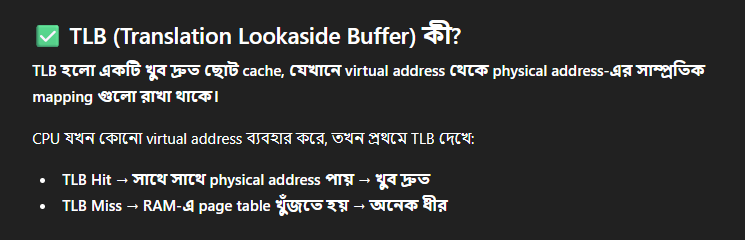 ✅ TLB (Translation Lookaside Buffer) কী?
TLB হলো একটি খুব দ্রুত ছোট cache, যেখানে virtual address থেকে physical address-এর সাম্প্রতিক
mapping গুলো রাখা থাকে।
CPU যখন কোনো virtual address ব্যবহার করে, তখন প্রথমে TLB দেখে:
• TLB Hit → সাথে সাথে physical address পায় → খুব দ্রুত
• TLB Miss → RAM-এ page table খুঁজতে হয় → অনেক ধীর